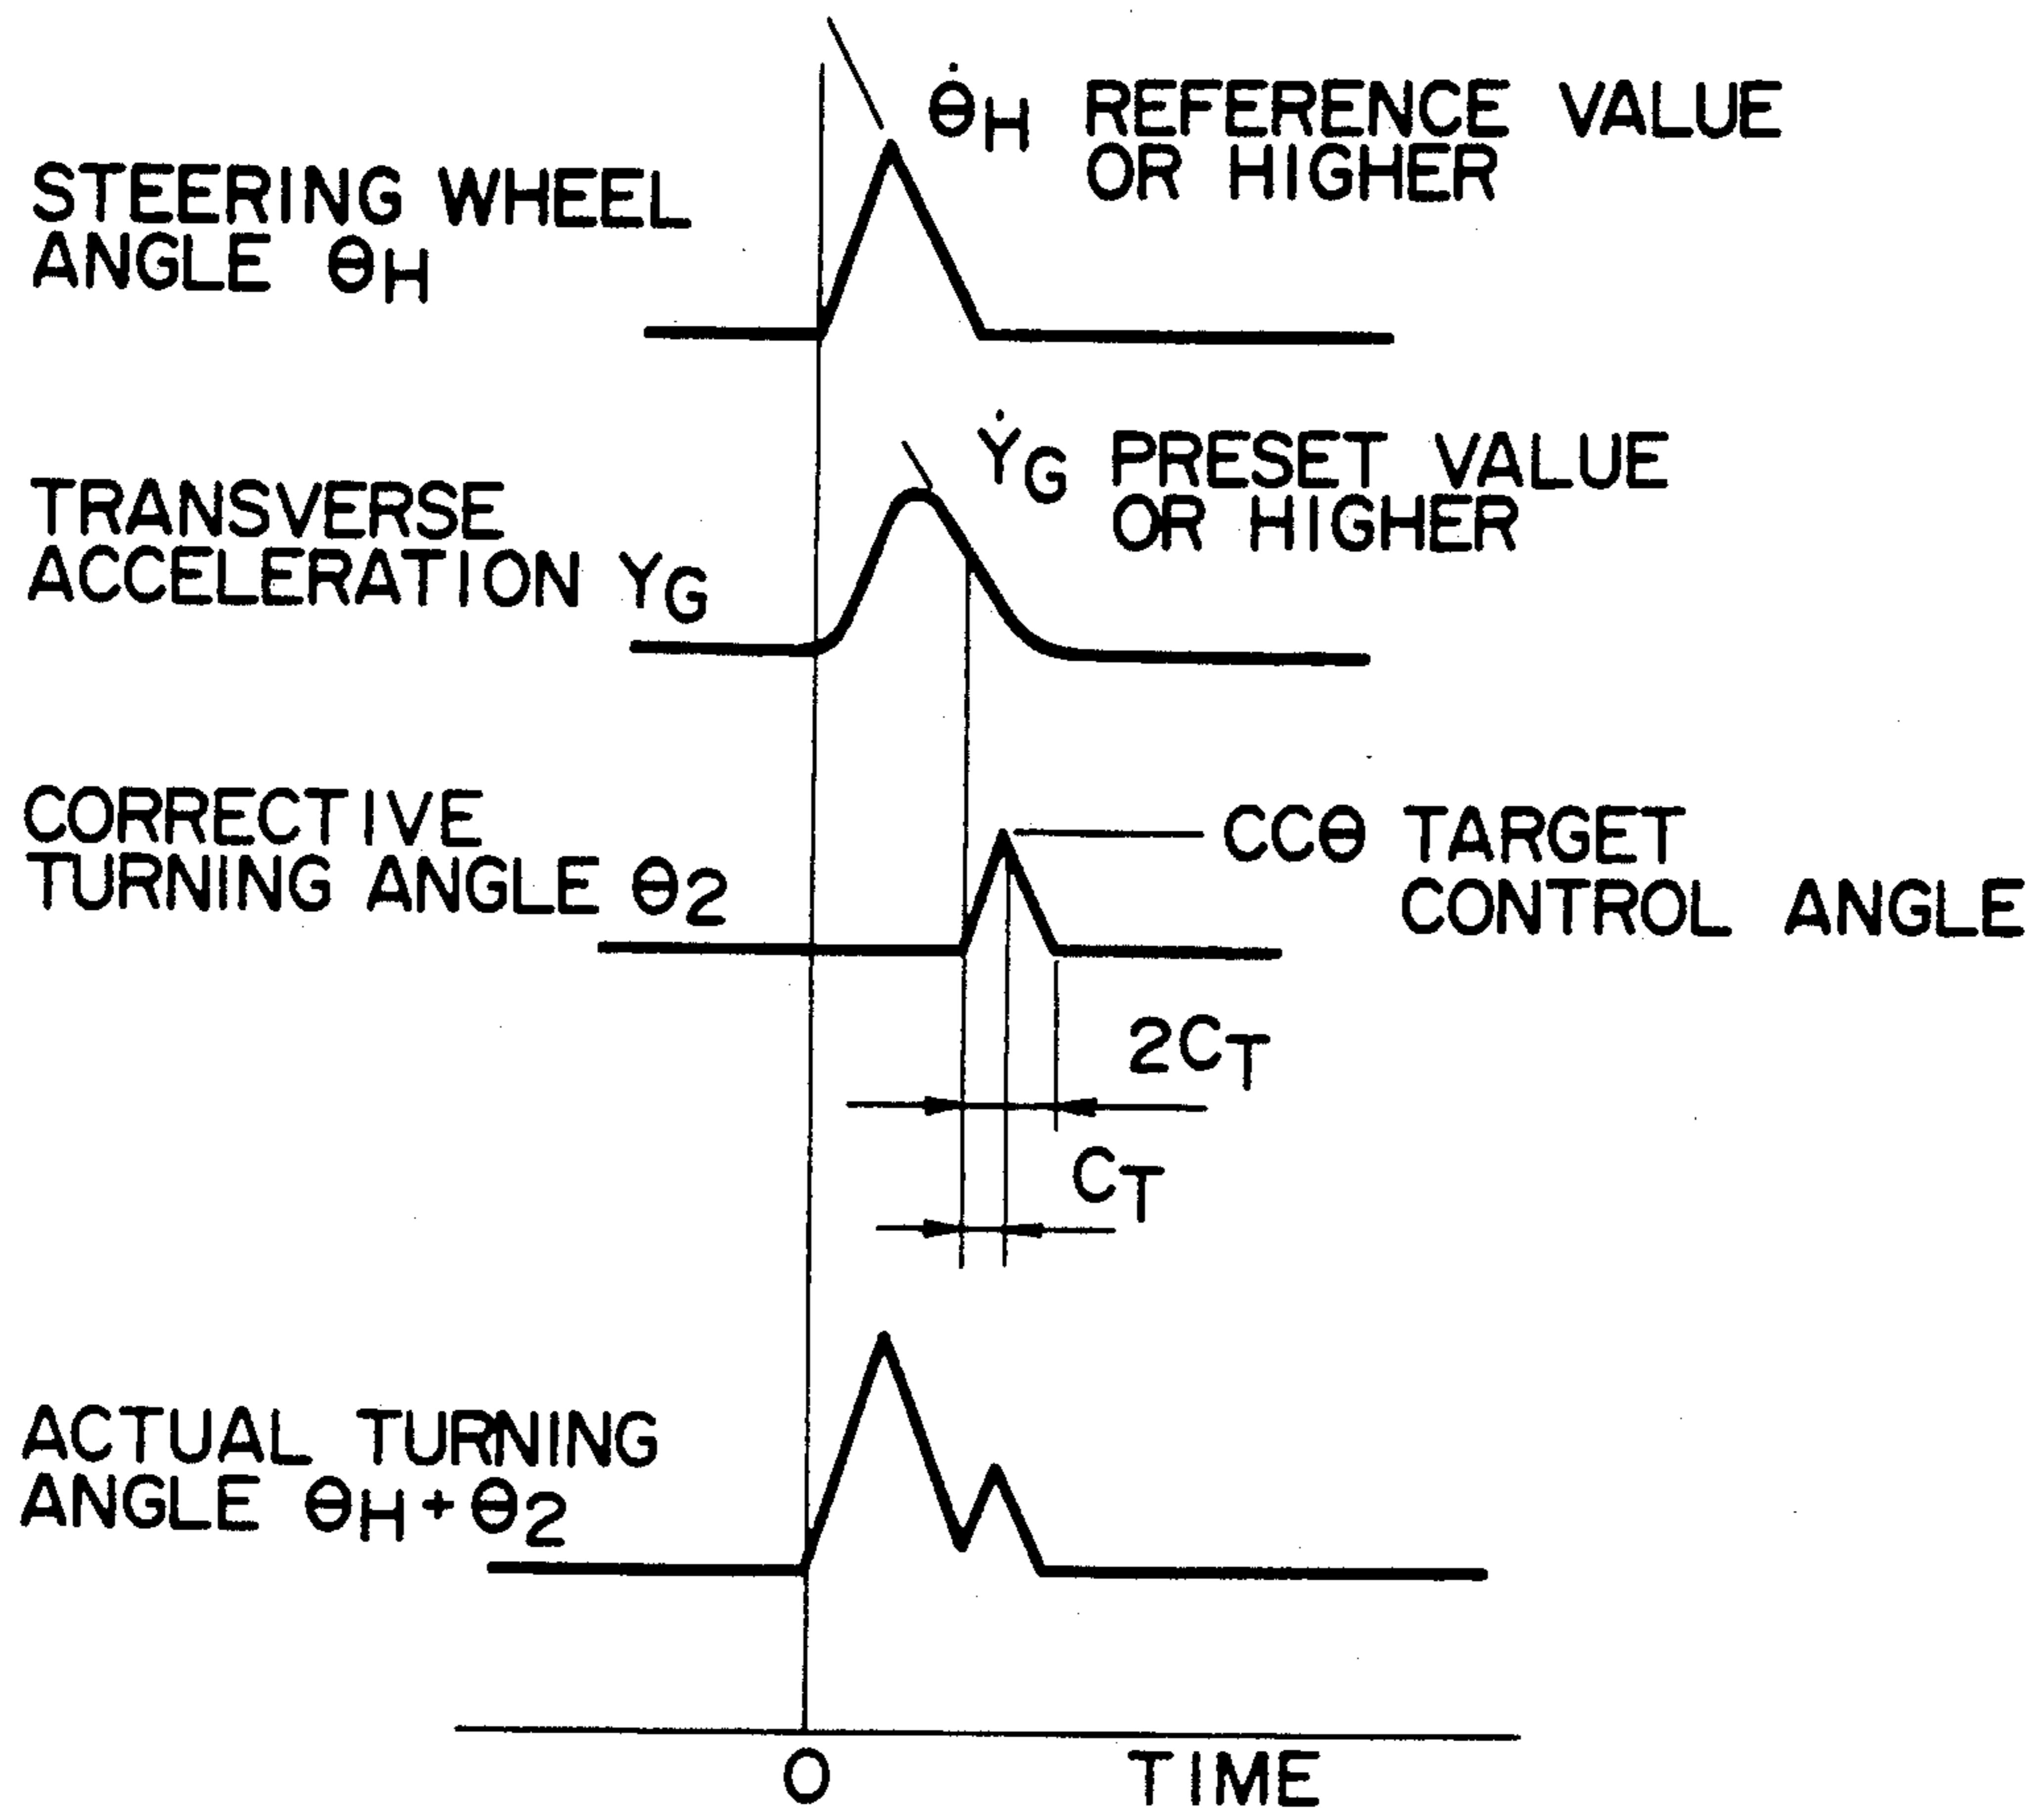 θ̇H REFERENCE VALUE
OR HIGHER
STEERING WHEEL
ANGLE θH
ẎG PRESET VALUE
OR HIGHER
TRANSVERSE
ACCELERATION YG
CORRECTIVE
TURNING ANGLE θ2
CCθ TARGET
CONTROL ANGLE
2CT
CT
ACTUAL TURNING
ANGLE θH+θ2
0
TIME